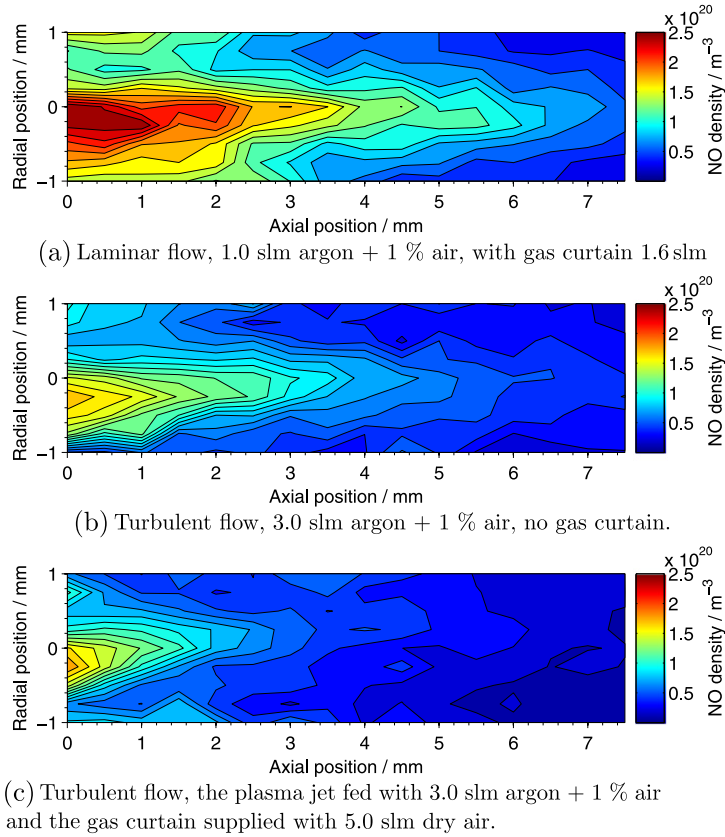 x 10^20
1
0
−1
Radial position / mm
0 1 2 3 4 5 6 7
Axial position / mm
2.5
2
1.5
1
0.5
NO density / m^−3
(a) Laminar flow, 1.0 slm argon + 1 % air, with gas curtain 1.6 slm
x 10^20
1
0
−1
Radial position / mm
0 1 2 3 4 5 6 7
Axial position / mm
2.5
2
1.5
1
0.5
NO density / m^−3
(b) Turbulent flow, 3.0 slm argon + 1 % air, no gas curtain.
x 10^20
1
0
−1
Radial position / mm
0 1 2 3 4 5 6 7
Axial position / mm
2.5
2
1.5
1
0.5
NO density / m^−3
(c) Turbulent flow, the plasma jet fed with 3.0 slm argon + 1 % air
and the gas curtain supplied with 5.0 slm dry air.